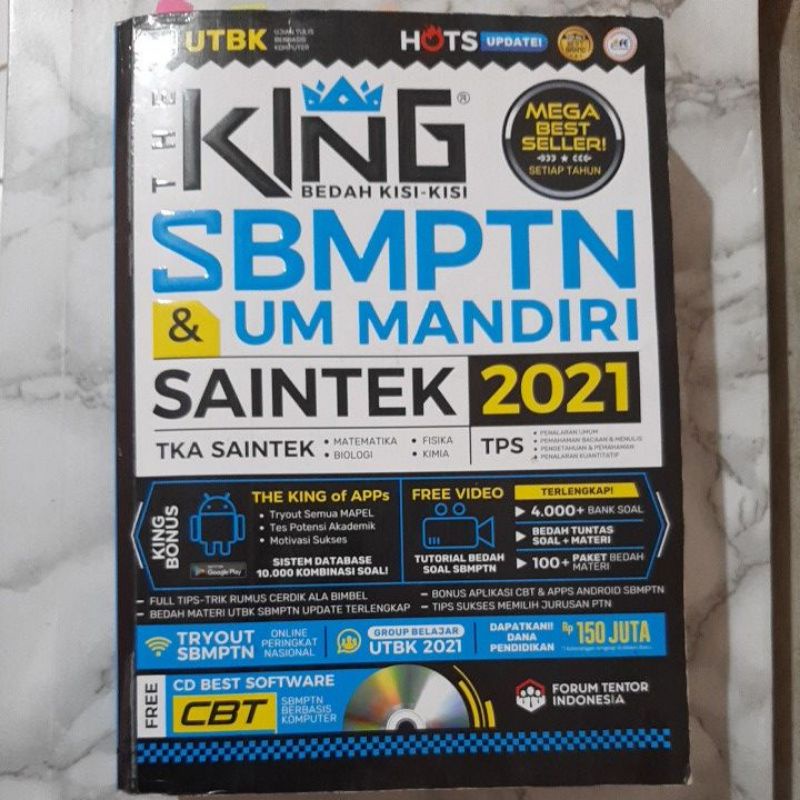 UTBK
UJIAN TULIS
BERBASIS
KOMPUTER
HOTS UPDATE!
THE KING®
BEDAH KISI-KISI
MEGA
BEST
SELLER!
SETIAP TAHUN
SBMPTN
& UM MANDIRI
SAINTEK 2021
TKA SAINTEK
• MATEMATIKA • FISIKA
• BIOLOGI • KIMIA
TPS
• PENALARAN UMUM
• PEMAHAMAN BACAAN & MENULIS
• PENGETAHUAN & PEMAHAMAN
• PENALARAN KUANTITATIF
KING
BONUS
Google Play
THE KING of APPs
• Tryout Semua MAPEL
• Tes Potensi Akademik
• Motivasi Sukses
SISTEM DATABASE
10.000 KOMBINASI SOAL!
FREE VIDEO
TUTORIAL BEDAH
SOAL SBMPTN
TERLENGKAP!
4.000+ BANK SOAL
BEDAH TUNTAS
SOAL + MATERI
100+ PAKET BEDAH
MATERI
– FULL TIPS-TRIK RUMUS CERDIK ALA BIMBEL
– BEDAH MATERI UTBK SBMPTN UPDATE TERLENGKAP
– BONUS APLIKASI CBT & APPS ANDROID SBMPTN
– TIPS SUKSES MEMILIH JURUSAN PTN
TRYOUT
SBMPTN
ONLINE
PERINGKAT
NASIONAL
GROUP BELAJAR
UTBK 2021
DAPATKAN!!
DANA
PENDIDIKAN
Rp 150 JUTA
FREE
CD BEST SOFTWARE
CBT
SBMPTN
BERBASIS
KOMPUTER
FORUM TENTOR
INDONESIA